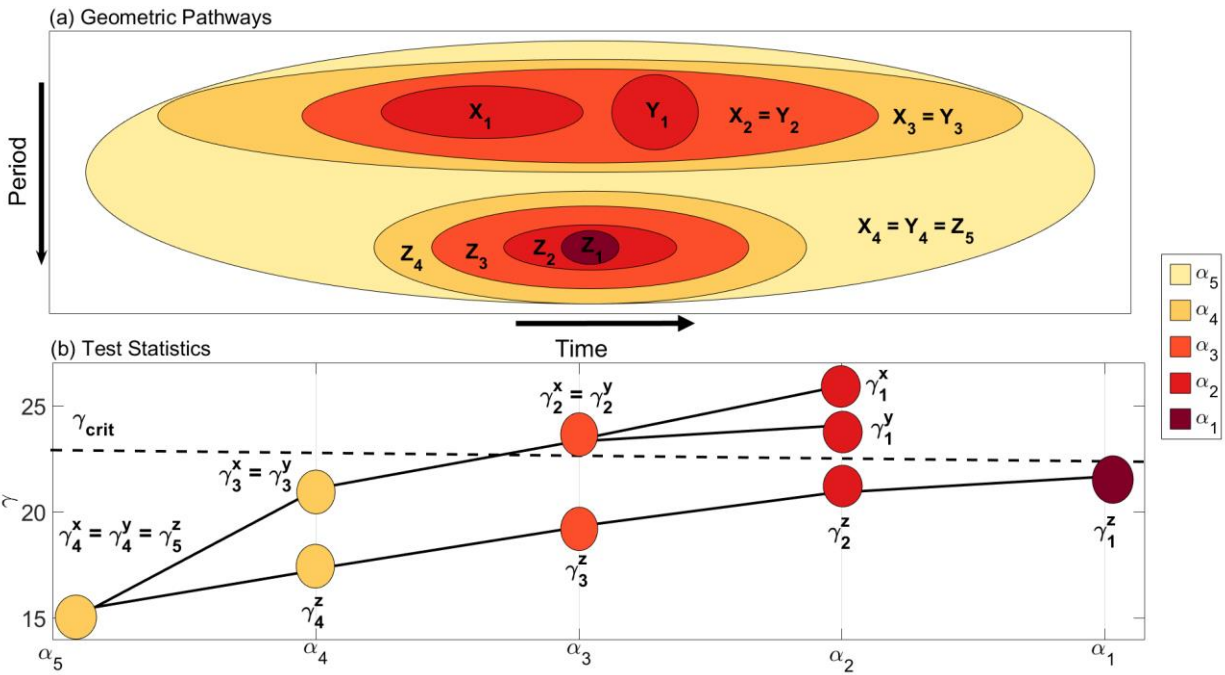 (a) Geometric Pathways
X₁
Y₁
X₂ = Y₂
X₃ = Y₃
Period
X₄ = Y₄ = Z₅
Z₄
Z₃
Z₂
Z₁
α₅
α₄
α₃
α₂
α₁
(b) Test Statistics
Time
25
20
15
γ
γcrit
γ₂ˣ = γ₂ʸ
γ₁ˣ
γ₁ʸ
γ₃ˣ = γ₃ʸ
γ₄ˣ = γ₄ʸ = γ₅ᶻ
γ₄ᶻ
γ₃ᶻ
γ₂ᶻ
γ₁ᶻ
α₅ α₄ α₃ α₂ α₁